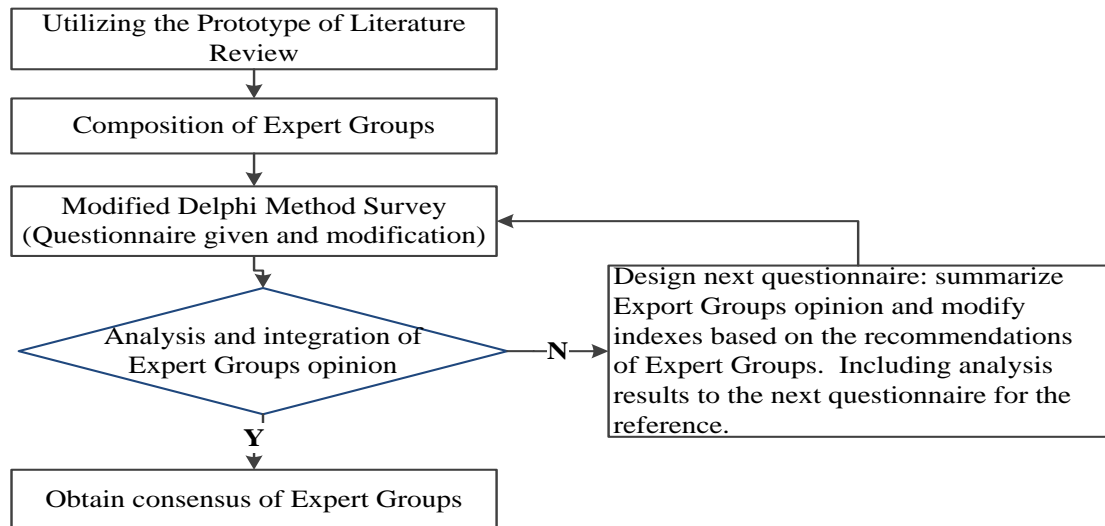 Utilizing the Prototype of Literature
Review
Composition of Expert Groups
Modified Delphi Method Survey
(Questionnaire given and modification)
Analysis and integration of
Expert Groups opinion
N
Design next questionnaire: summarize
Export Groups opinion and modify
indexes based on the recommendations
of Expert Groups.  Including analysis
results to the next questionnaire for the
reference.
Y
Obtain consensus of Expert Groups